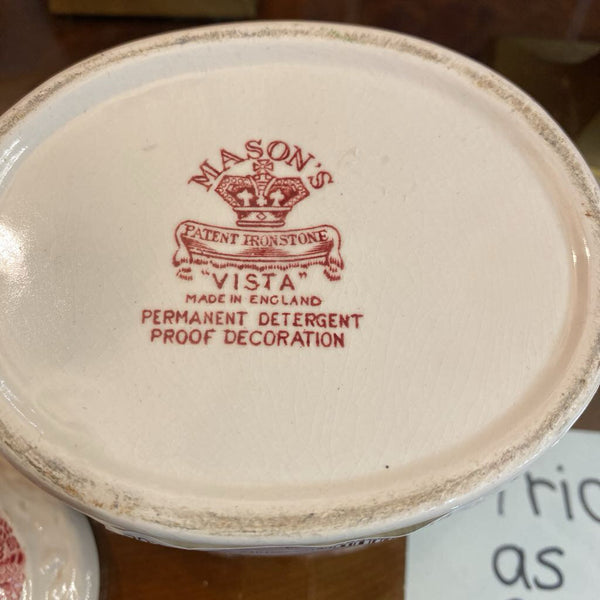 MASON'S
PATENT IRONSTONE
"VISTA"
MADE IN ENGLAND
PERMANENT DETERGENT
PROOF DECORATION
as